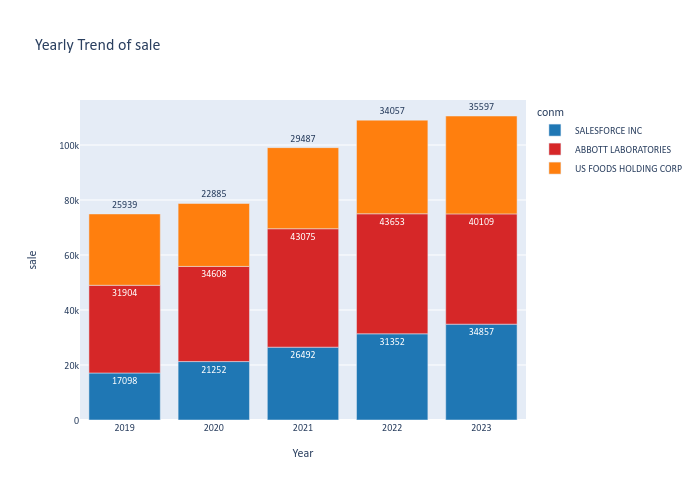 Yearly Trend of sale
conm
SALESFORCE INC
ABBOTT LABORATORIES
US FOODS HOLDING CORP
25939
22885
29487
34057
35597
31904
34608
43075
43653
40109
17098
21252
26492
31352
34857
100k
80k
60k
40k
20k
0
sale
2019
2020
2021
2022
2023
Year